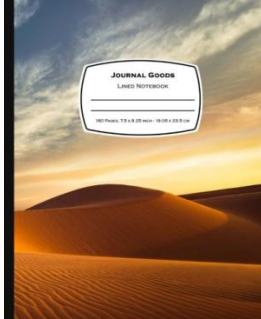 JOURNAL GOODS
LINED NOTEBOOK
160 PAGES, 7.5 X 9.25 INCH - 19.05 X 23.5 CM